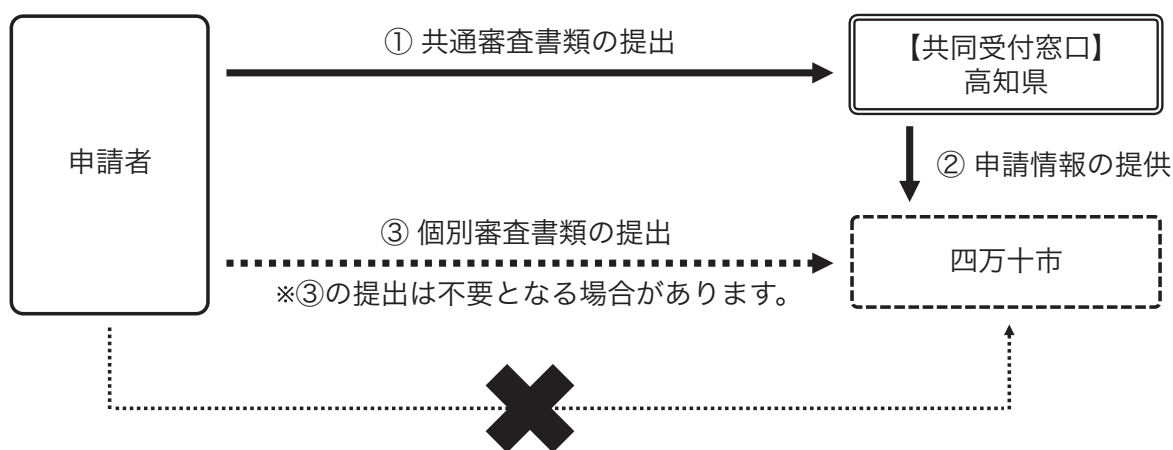 ① 共通審査書類の提出
【共同受付窓口】
高知県
申請者
② 申請情報の提供
③ 個別審査書類の提出
四万十市
※③の提出は不要となる場合があります。